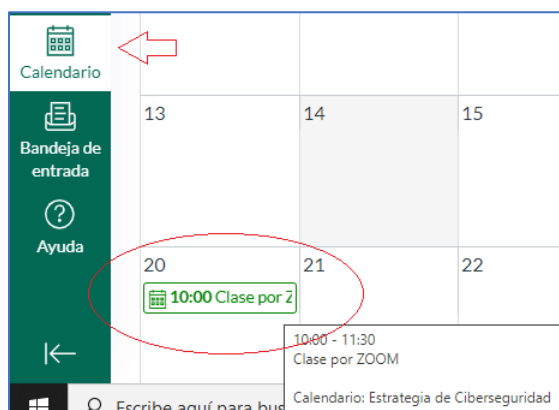 Calendario
Bandeja de
entrada
Ayuda
13
14
15
20
21
22
10:00 Clase por Z
10:00 - 11:30
Clase por ZOOM
Calendario: Estrategia de Ciberseguridad
Escribe aquí para bus